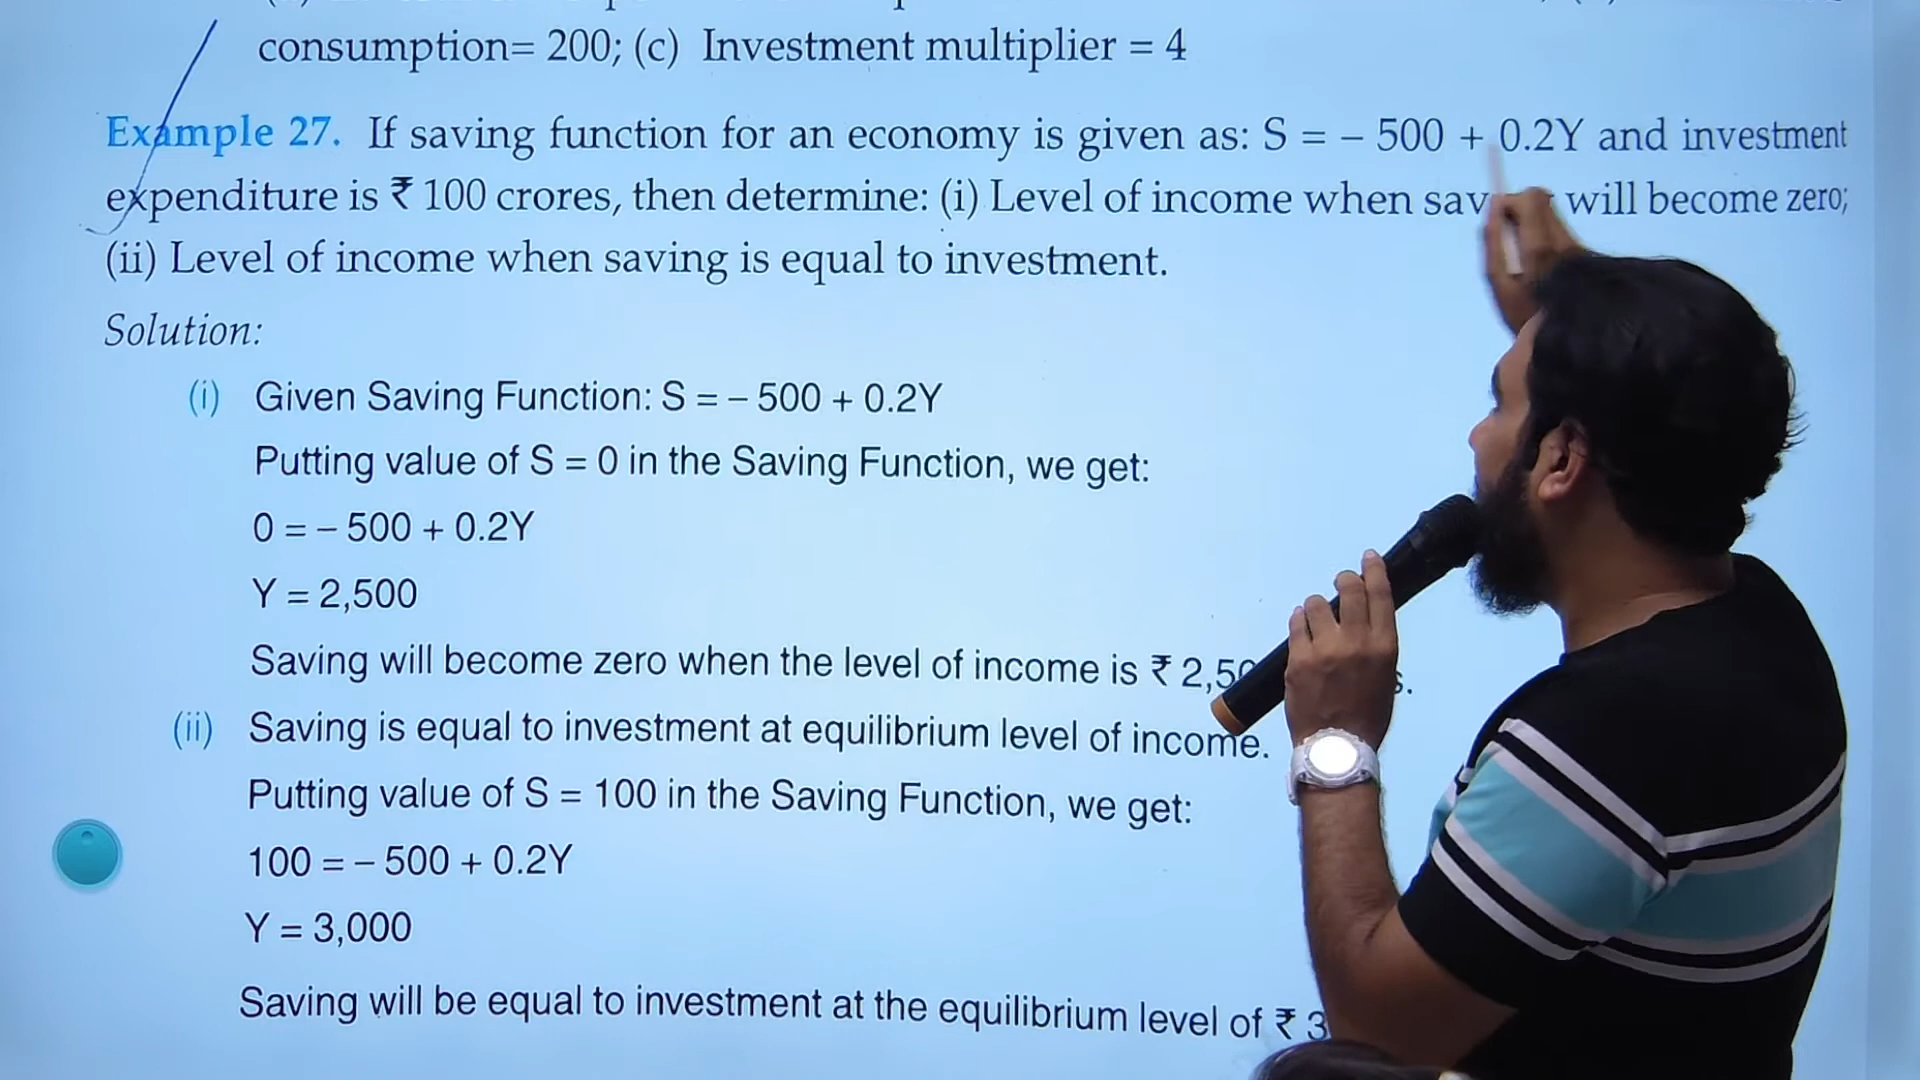 consumption= 200; (c) Investment multiplier = 4
Example 27. If saving function for an economy is given as: S = – 500 + 0.2Y and investment
expenditure is ₹ 100 crores, then determine: (i) Level of income when will become zero;
(ii) Level of income when saving is equal to investment.
Solution:
(i) Given Saving Function: S = – 500 + 0.2Y
Putting value of S = 0 in the Saving Function, we get:
0 = – 500 + 0.2Y
Y = 2,500
Saving will become zero when the level of income is ₹
(ii) Saving is equal to investment at equilibrium level of income.
Putting value of S = 100 in the Saving Function, we get:
100 = – 500 + 0.2Y
Y = 3,000
Saving will be equal to investment at the equilibrium level of ₹